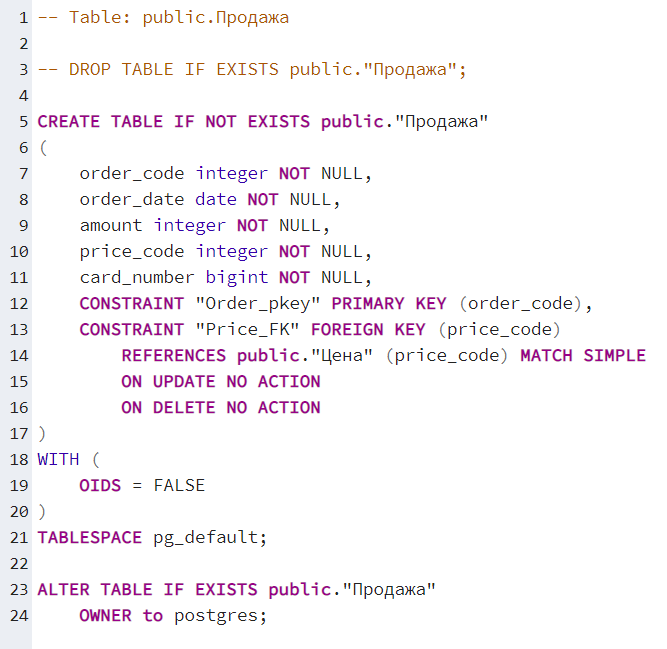 1 -- Table: public.Продажа
2
3 -- DROP TABLE IF EXISTS public."Продажа";
4
5 CREATE TABLE IF NOT EXISTS public."Продажа"
6 (
7     order_code integer NOT NULL,
8     order_date date NOT NULL,
9     amount integer NOT NULL,
10     price_code integer NOT NULL,
11     card_number bigint NOT NULL,
12     CONSTRAINT "Order_pkey" PRIMARY KEY (order_code),
13     CONSTRAINT "Price_FK" FOREIGN KEY (price_code)
14         REFERENCES public."Цена" (price_code) MATCH SIMPLE
15         ON UPDATE NO ACTION
16         ON DELETE NO ACTION
17 )
18 WITH (
19     OIDS = FALSE
20 )
21 TABLESPACE pg_default;
22
23 ALTER TABLE IF EXISTS public."Продажа"
24     OWNER to postgres;